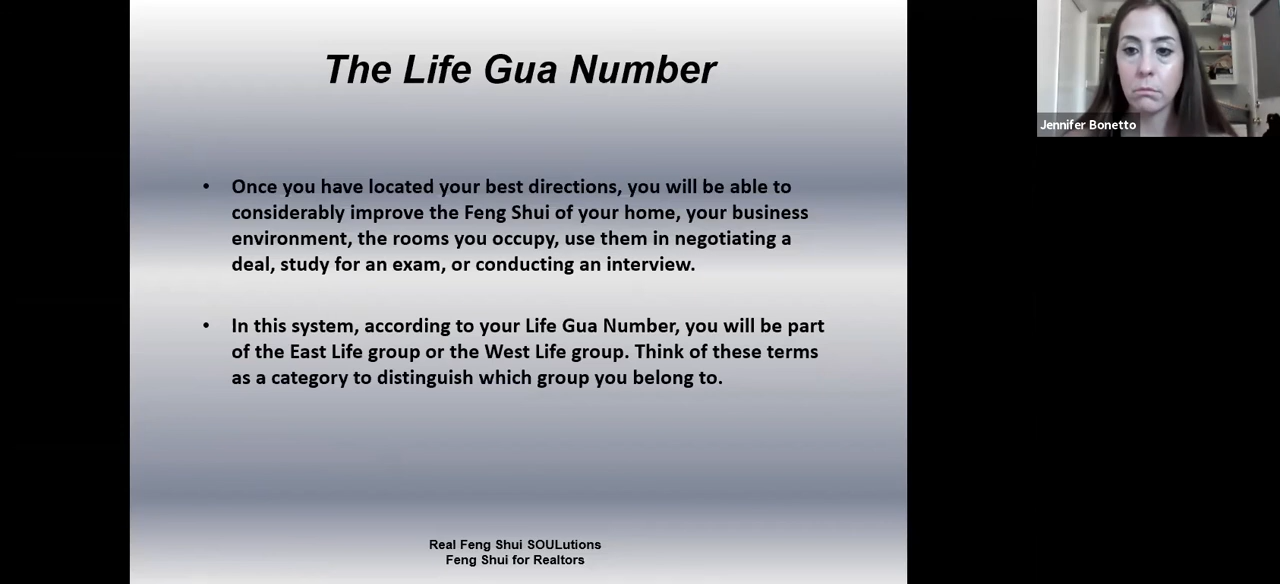 The Life Gua Number
• Once you have located your best directions, you will be able to
considerably improve the Feng Shui of your home, your business
environment, the rooms you occupy, use them in negotiating a
deal, study for an exam, or conducting an interview.
• In this system, according to your Life Gua Number, you will be part
of the East Life group or the West Life group. Think of these terms
as a category to distinguish which group you belong to.
Real Feng Shui SOULutions
Feng Shui for Realtors
Jennifer Bonetto